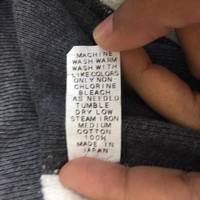 MACHINE
WASH WARM
WASH WITH
LIKE COLORS
ONLY NON-
CHLORINE
BLEACH
AS NEEDED
TUMBLE
DRY LOW
STEAM IRON
MEDIUM
COTTON
100%
MADE IN
JAPAN